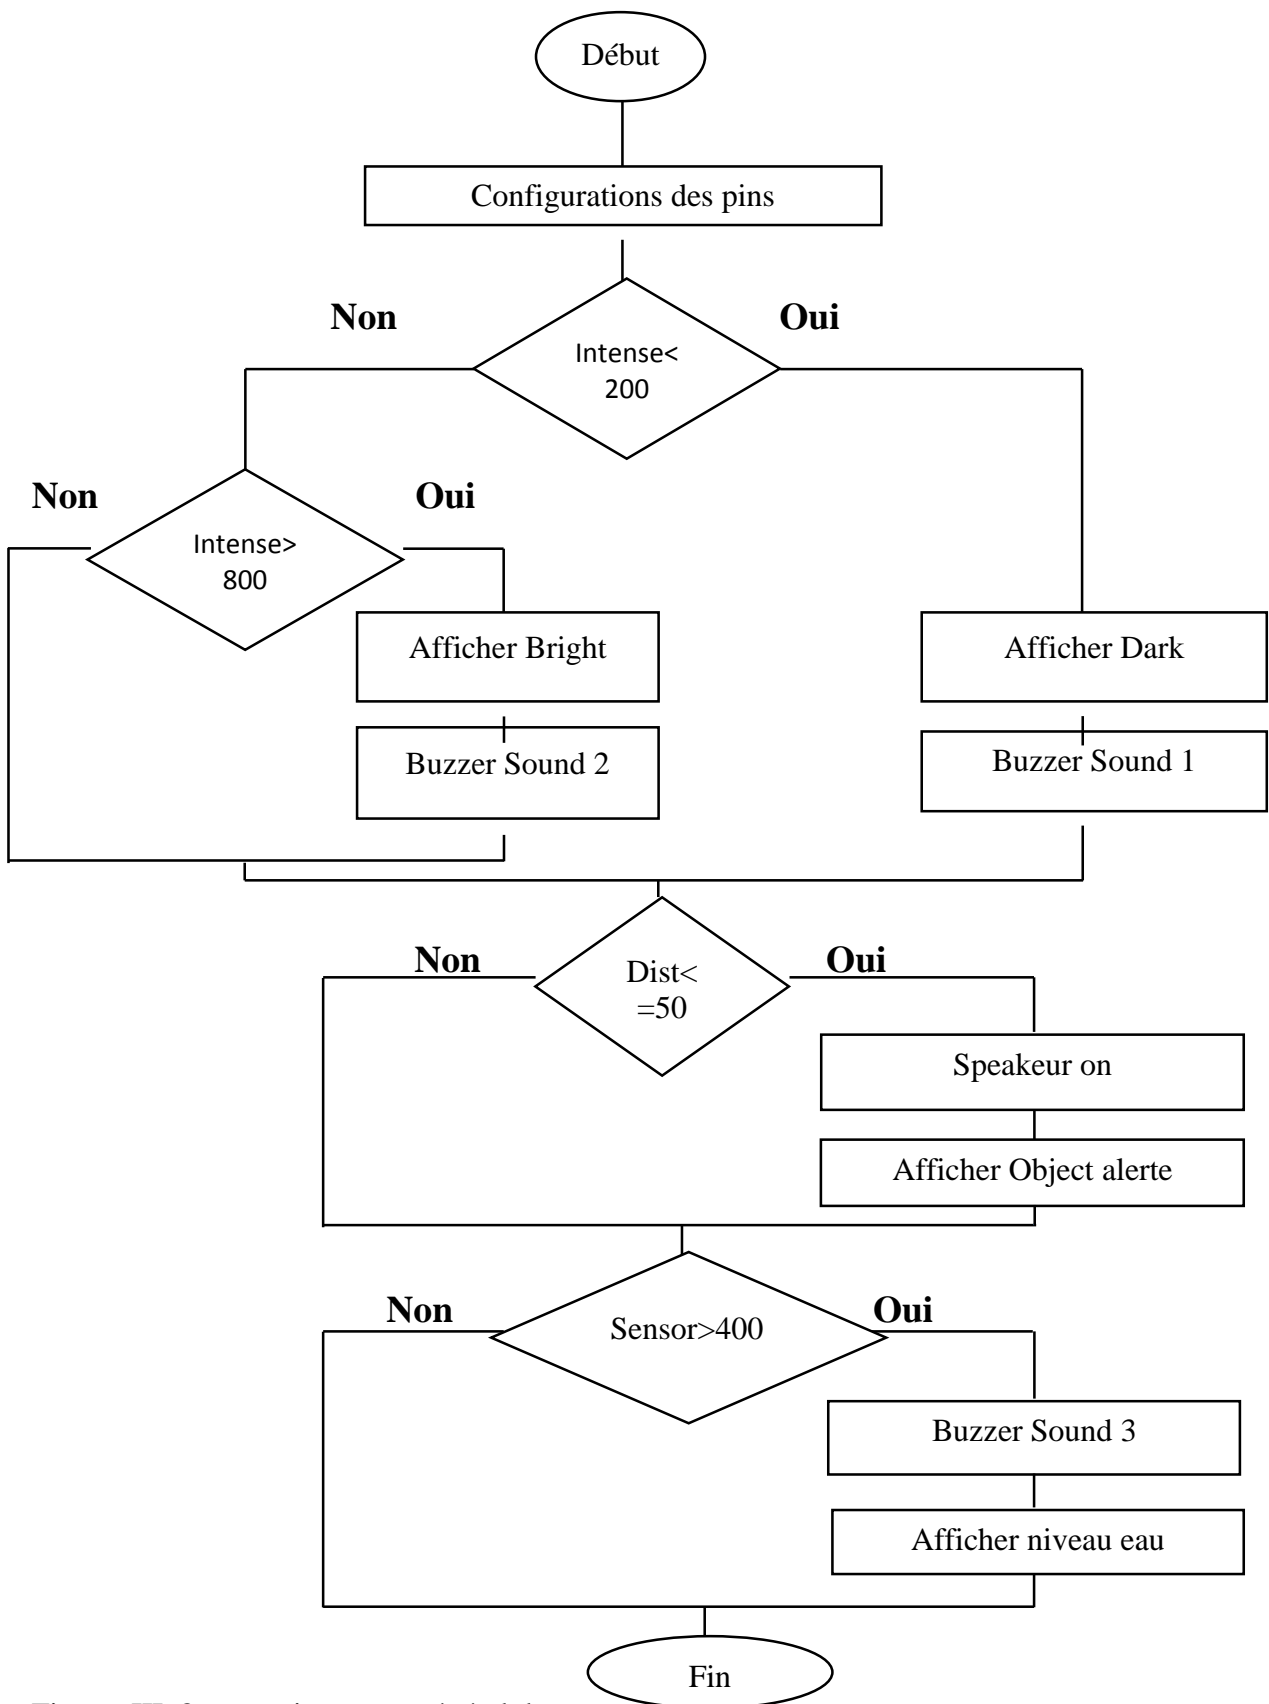 Début
Configurations des pins
Non
Oui
Intense<
200
Non
Oui
Intense>
800
Afficher Bright
Afficher Dark
Buzzer Sound 2
Buzzer Sound 1
Non
Oui
Dist<
=50
Speakeur on
Afficher Object alerte
Non
Oui
Sensor>400
Buzzer Sound 3
Afficher niveau eau
Fin